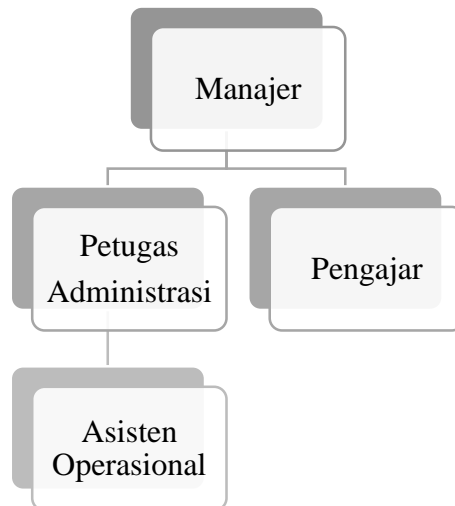 Manajer
Petugas
Administrasi
Pengajar
Asisten
Operasional